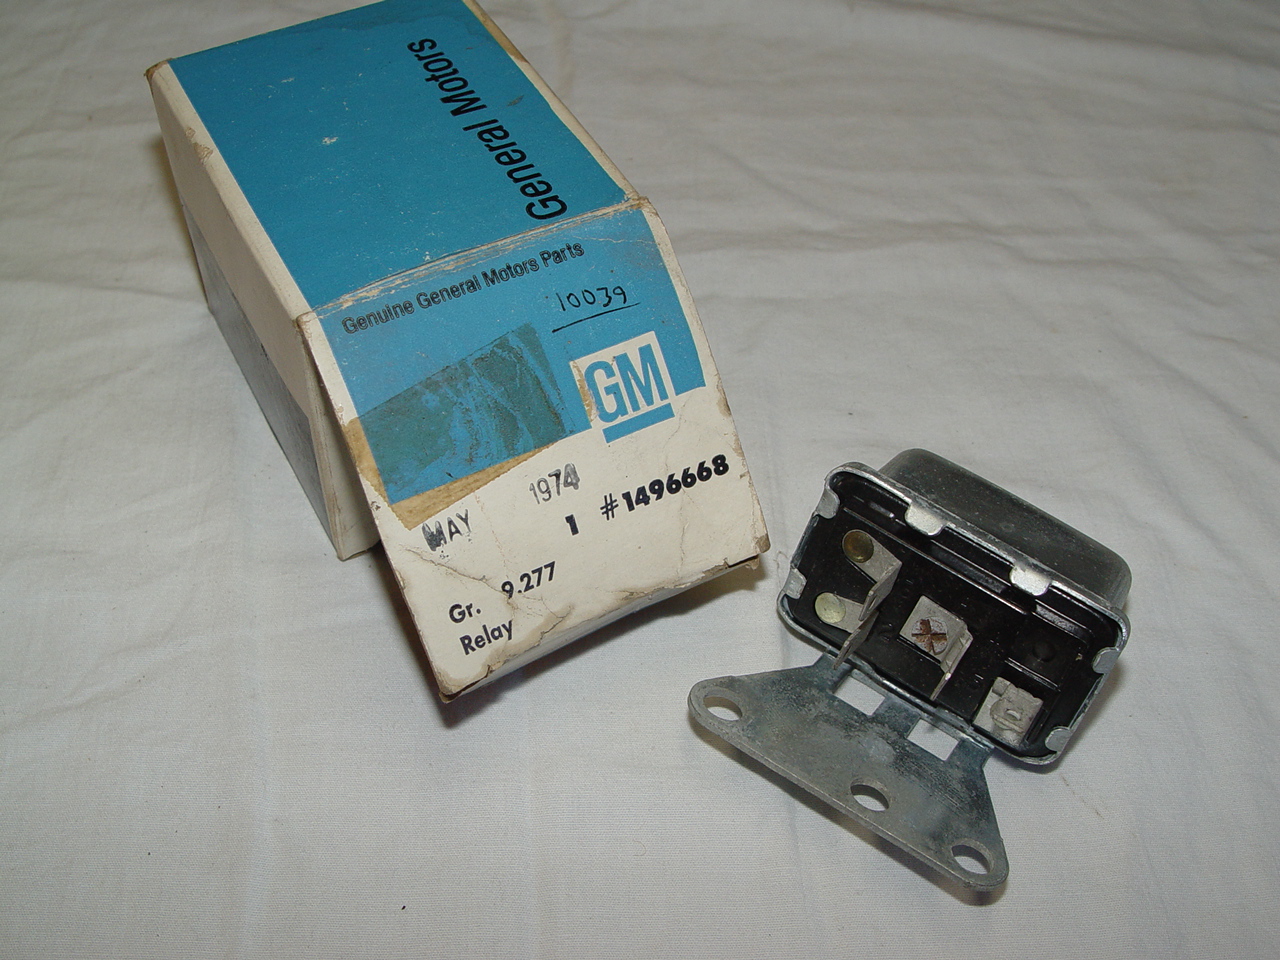 General Motors
Genuine General Motors Parts
10039
GM
MAY 1974
1 #1496668
Gr. 9.277
Relay